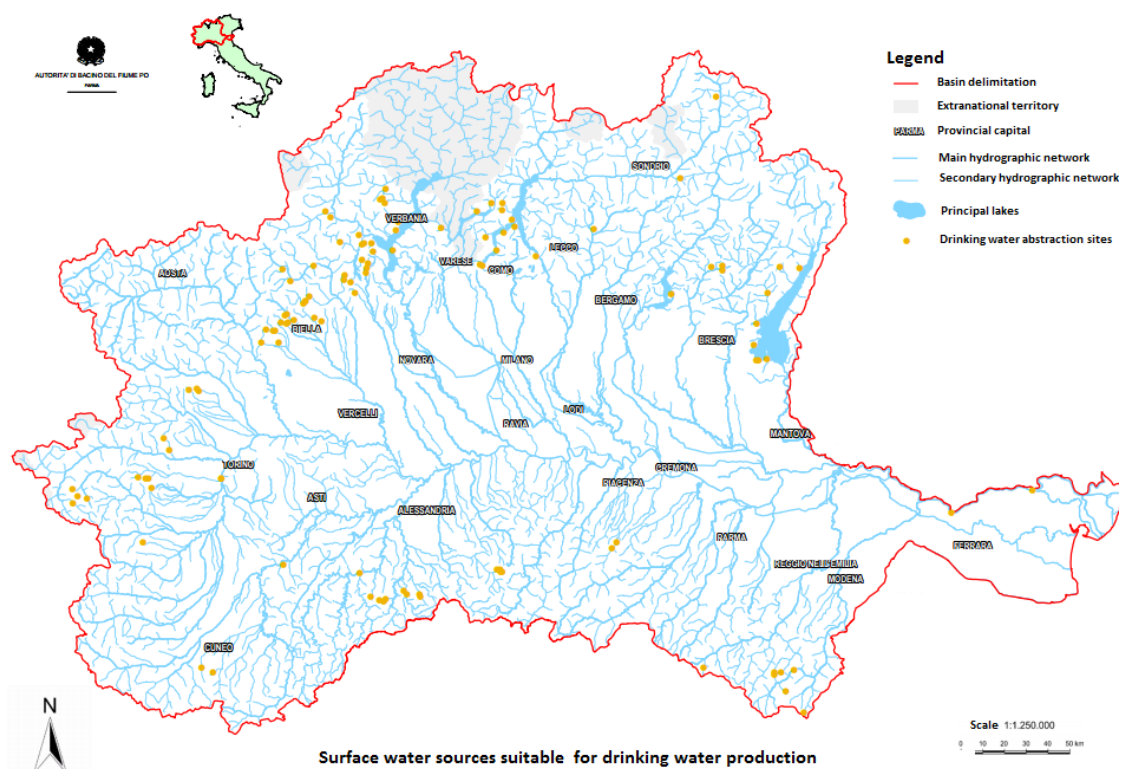 AUTORITA' DI BACINO DEL FIUME PO
PARMA
Legend
Basin delimitation
Extranational territory
PARMA Provincial capital
Main hydrographic network
Secondary hydrographic network
Principal lakes
Drinking water abstraction sites
SONDRIO
VERBANIA
LECCO
VARESE
COMO
AOSTA
BERGAMO
BIELLA
BRESCIA
NOVARA
MILANO
VERCELLI
LODI
PAVIA
MANTOVA
TORINO
CREMONA
PIACENZA
ASTI
ALESSANDRIA
PARMA
FERRARA
REGGIO NELL'EMILIA
MODENA
CUNEO
N
Scale 1:1.250.000
0 10 20 30 40 50 km
Surface water sources suitable for drinking water production